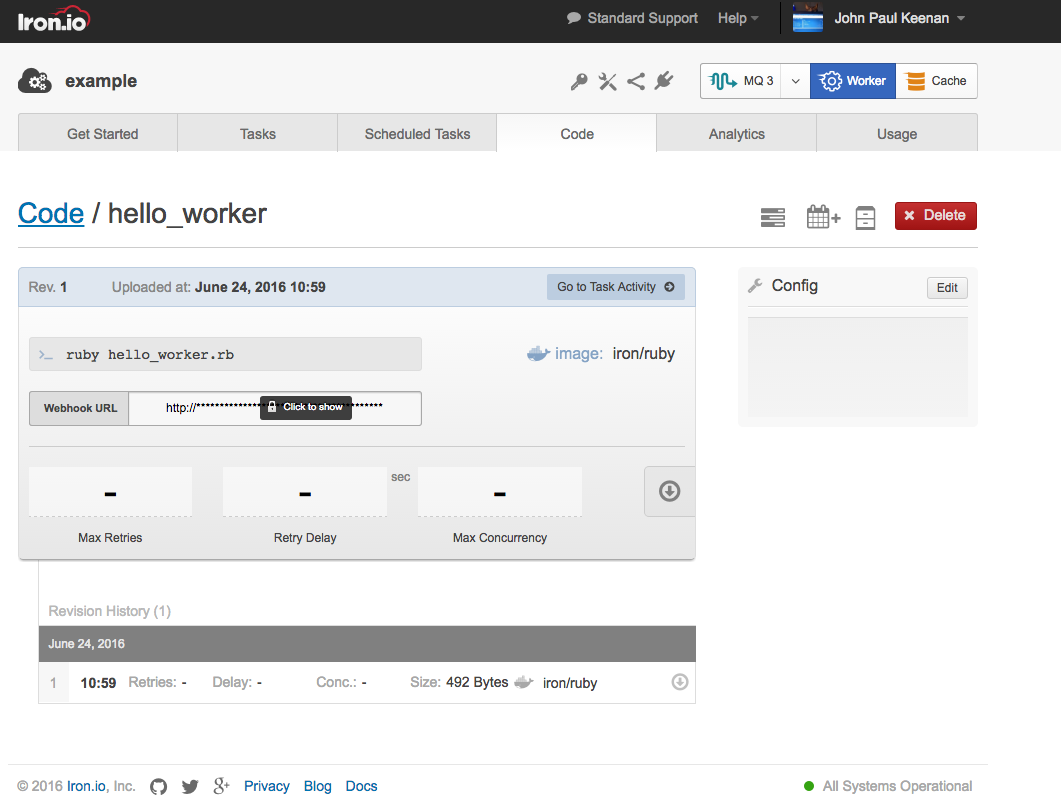 Iron.io
Standard Support Help John Paul Keenan
example
MQ 3 Worker Cache
Get Started Tasks Scheduled Tasks Code Analytics Usage
Code / hello_worker
Delete
Rev. 1 Uploaded at: June 24, 2016 10:59 Go to Task Activity
Config Edit
>_ ruby hello_worker.rb image: iron/ruby
Webhook URL http://**************** Click to show ********
- - sec -
Max Retries Retry Delay Max Concurrency
Revision History (1)
June 24, 2016
1 10:59 Retries: - Delay: - Conc.: - Size: 492 Bytes iron/ruby
© 2016 Iron.io, Inc. g+ Privacy Blog Docs All Systems Operational